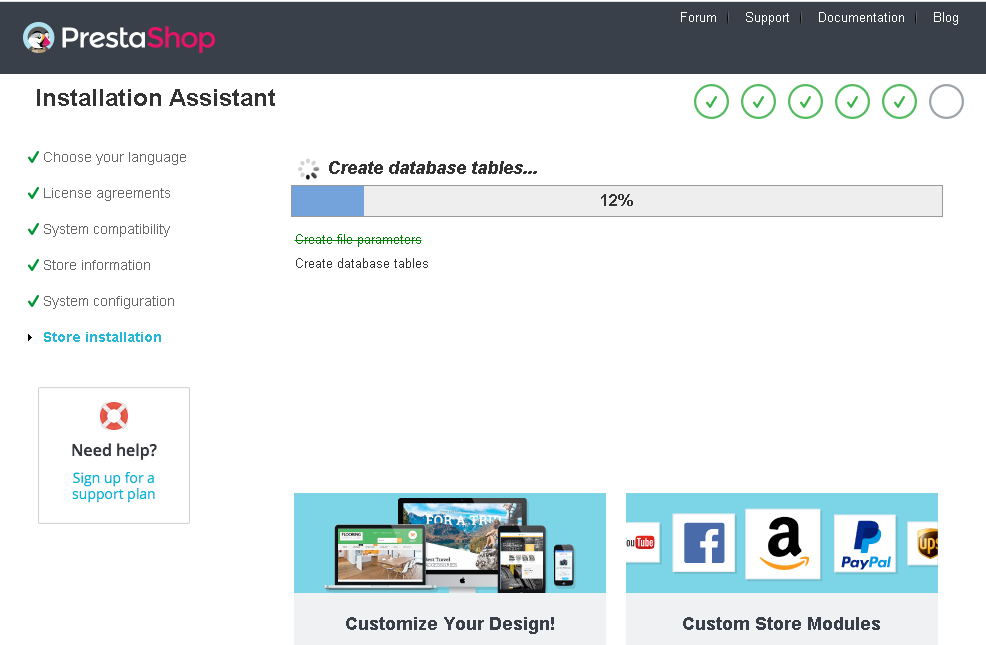 Forum
Support
Documentation
Blog
PrestaShop
Installation Assistant
Choose your language
License agreements
System compatibility
Store information
System configuration
Store installation
Need help?
Sign up for a
support plan
Create database tables...
12%
Create file parameters
Create database tables
FLOORING
FOR A TRIP
Best Travel
ACCESSORIES
Customize Your Design!
ouTube
f
a
PayPal
ups
Custom Store Modules